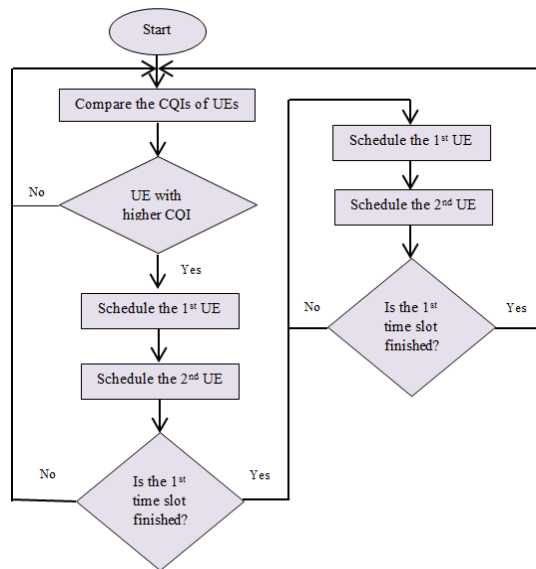 Start
Compare the CQIs of UEs
No
UE with
higher CQI
Yes
Schedule the 1st UE
Schedule the 2nd UE
No
Is the 1st
time slot
finished?
Yes
Schedule the 1st UE
Schedule the 2nd UE
No
Is the 1st
time slot
finished?
Yes